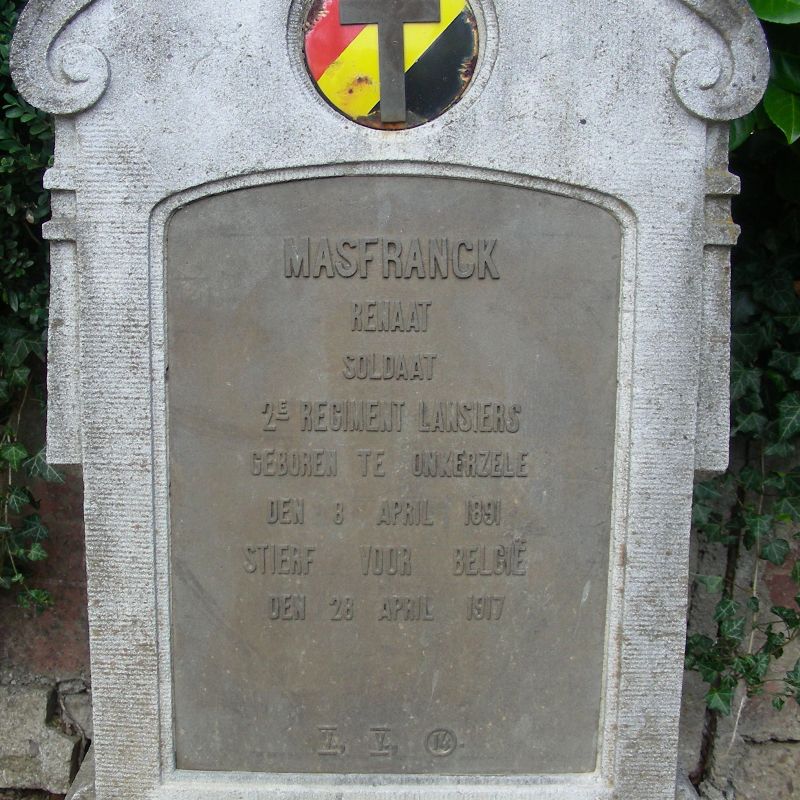 MASFRANCK
RENAAT
SOLDAAT
2E REGIMENT LANSIERS
GEBOREN TE ONKERZELE
DEN 8 APRIL 1891
STIERF VOOR BELGIË
DEN 28 APRIL 1917